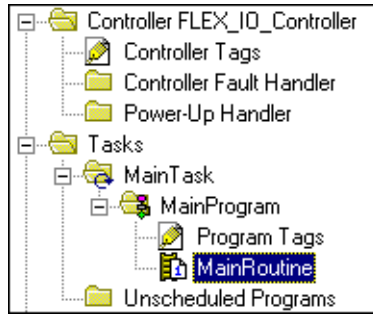 Controller FLEX_IO_Controller
Controller Tags
Controller Fault Handler
Power-Up Handler
Tasks
MainTask
MainProgram
Program Tags
MainRoutine
Unscheduled Programs